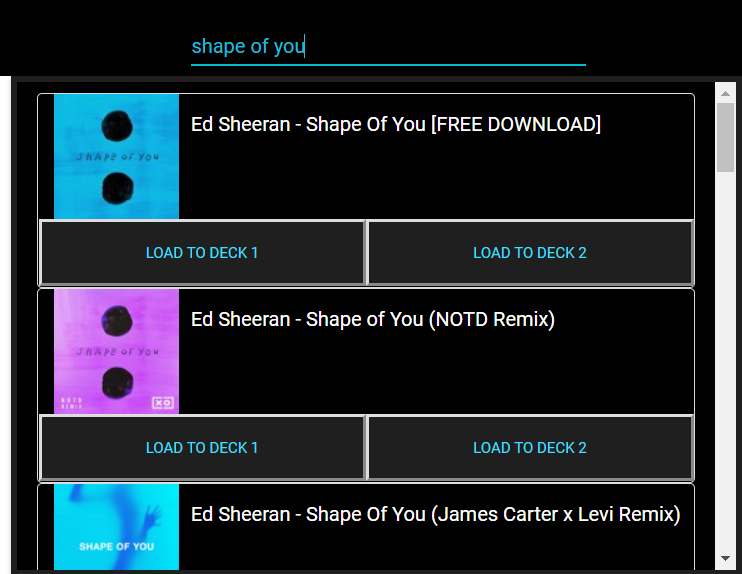 shape of you
SHAPE OF YOU
Ed Sheeran - Shape Of You [FREE DOWNLOAD]
LOAD TO DECK 1
LOAD TO DECK 2
SHAPE OF YOU
NOTD
REMIX
XO
Ed Sheeran - Shape of You (NOTD Remix)
LOAD TO DECK 1
LOAD TO DECK 2
SHAPE OF YOU
Ed Sheeran - Shape Of You (James Carter x Levi Remix)